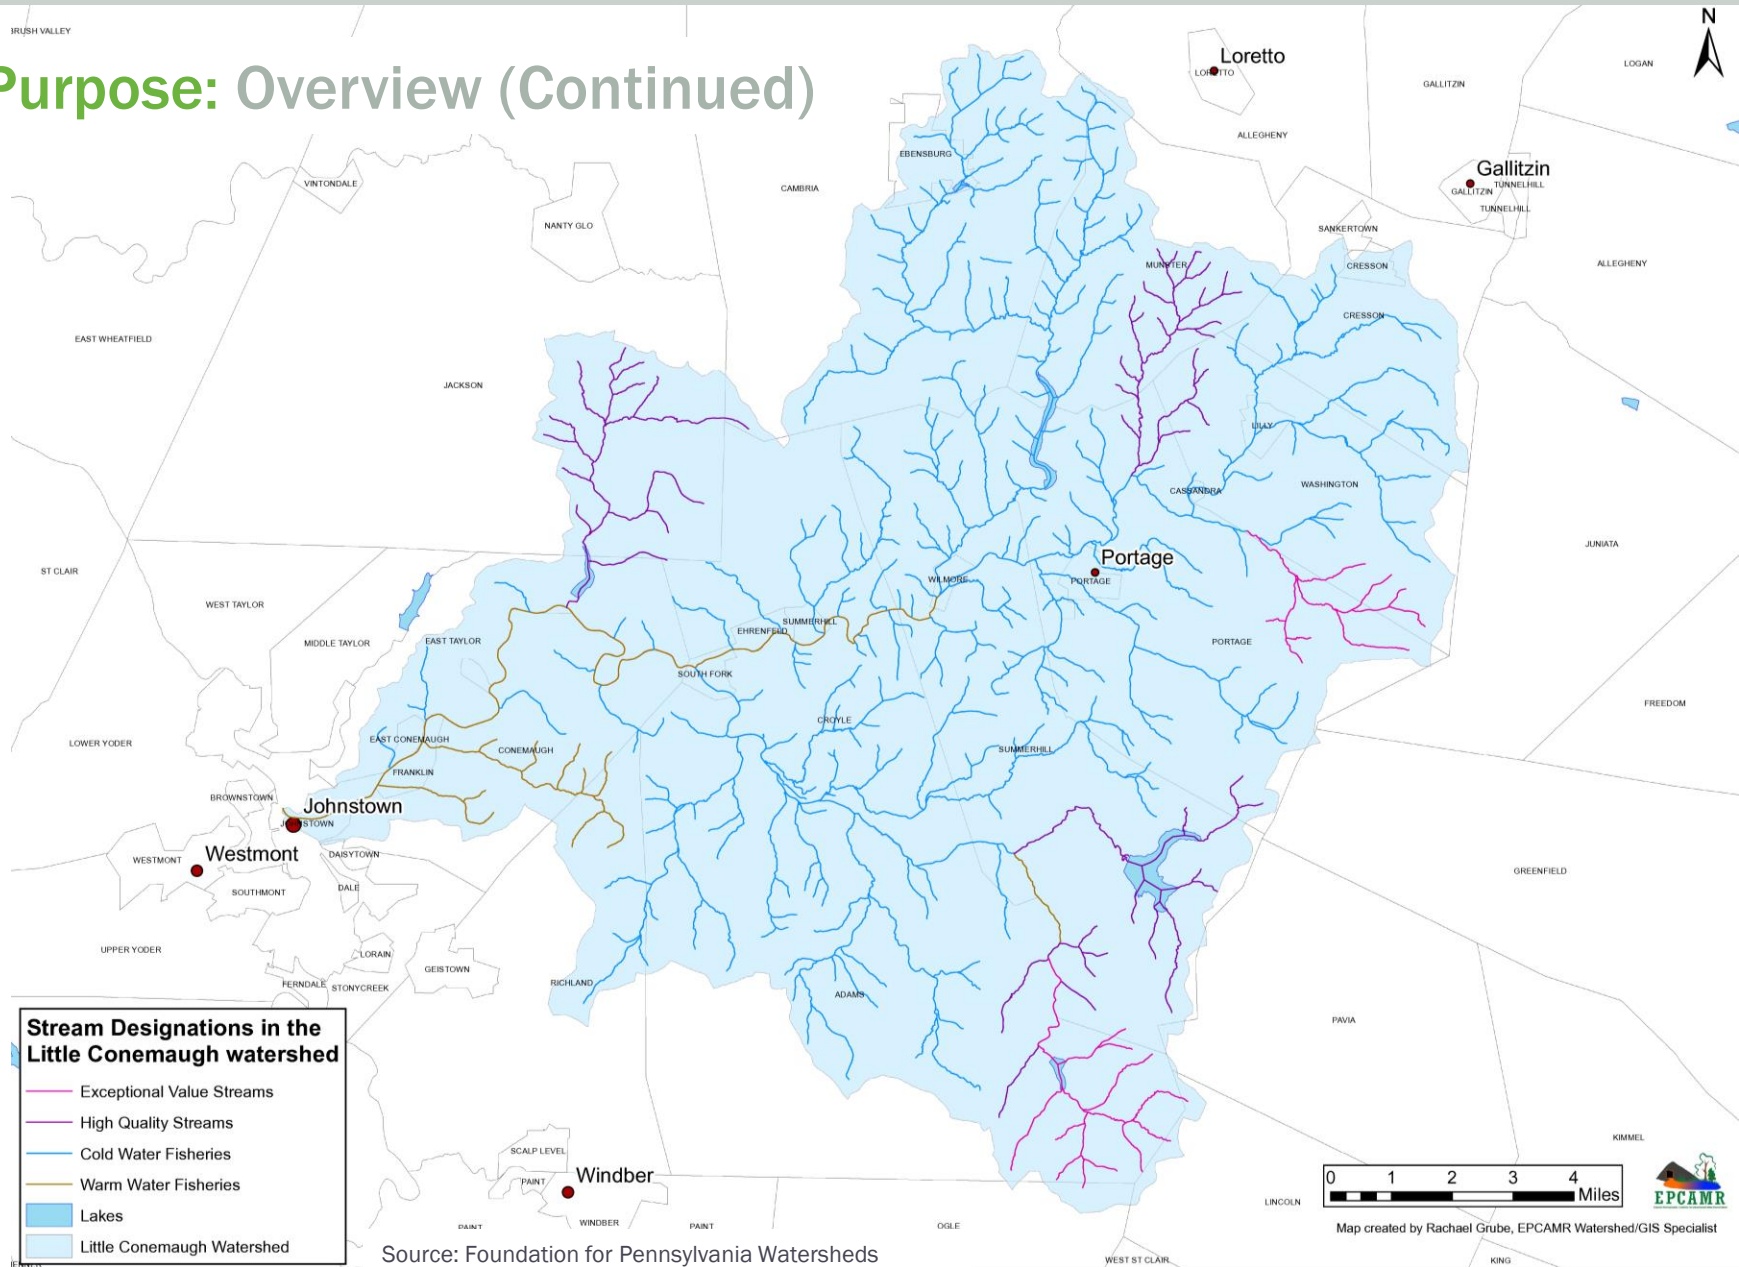 Purpose: Overview (Continued)
N
BRUSH VALLEY
Loretto
LORETTO
LOGAN
GALLITZIN
ALLEGHENY
EBENSBURG
Gallitzin
GALLITZIN
TUNNELHILL
TUNNELHILL
VINTONDALE
CAMBRIA
NANTY GLO
SANKERTOWN
MUNSTER
CRESSON
ALLEGHENY
CRESSON
EAST WHEATFIELD
JACKSON
LILLY
CASSANDRA
WASHINGTON
JUNIATA
Portage
PORTAGE
ST CLAIR
WILMORE
WEST TAYLOR
SUMMERHILL
EHRENFELD
MIDDLE TAYLOR
EAST TAYLOR
PORTAGE
SOUTH FORK
FREEDOM
CROYLE
LOWER YODER
EAST CONEMAUGH
CONEMAUGH
SUMMERHILL
FRANKLIN
BROWNSTOWN
Johnstown
JOHNSTOWN
Westmont
WESTMONT
DAISYTOWN
GREENFIELD
SOUTHMONT
DALE
UPPER YODER
LORAIN
GEISTOWN
FERNDALE
STONYCREEK
RICHLAND
ADAMS
PAVIA
Stream Designations in the
Little Conemaugh watershed
Exceptional Value Streams
High Quality Streams
Cold Water Fisheries
Warm Water Fisheries
Lakes
Little Conemaugh Watershed
SCALP LEVEL
PAINT
Windber
WINDBER
PAINT
PAINT
OGLE
KIMMEL
LINCOLN
0 1 2 3 4
Miles
EPCAMR
Map created by Rachael Grube, EPCAMR Watershed/GIS Specialist
Source: Foundation for Pennsylvania Watersheds
WEST ST CLAIR
KING